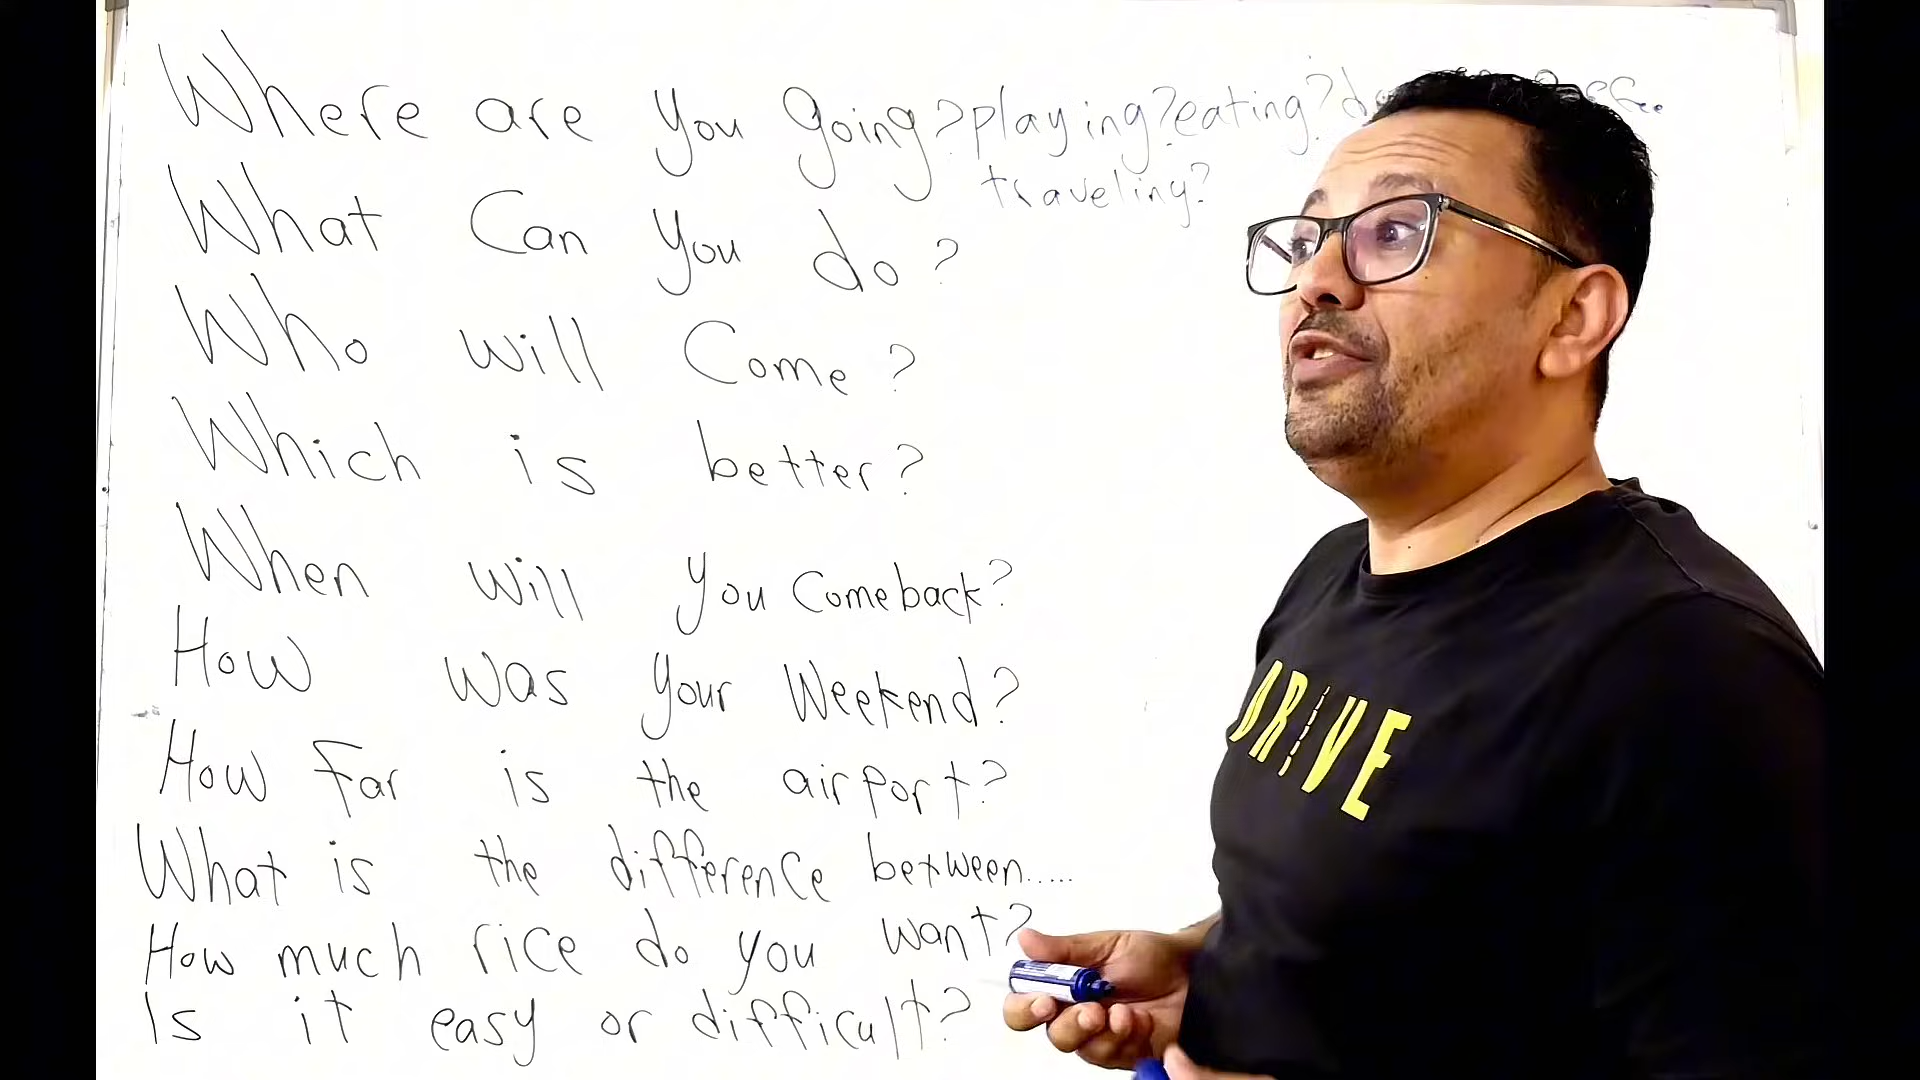 Where are you going? playing? eating?
traveling?
What Can you do?
Who will Come?
Which is better?
When will you Come back?
How was your Weekend?
How far is the airport?
What is the difference between.....
How much rice do you want?
Is it easy or difficult?
DRIVE